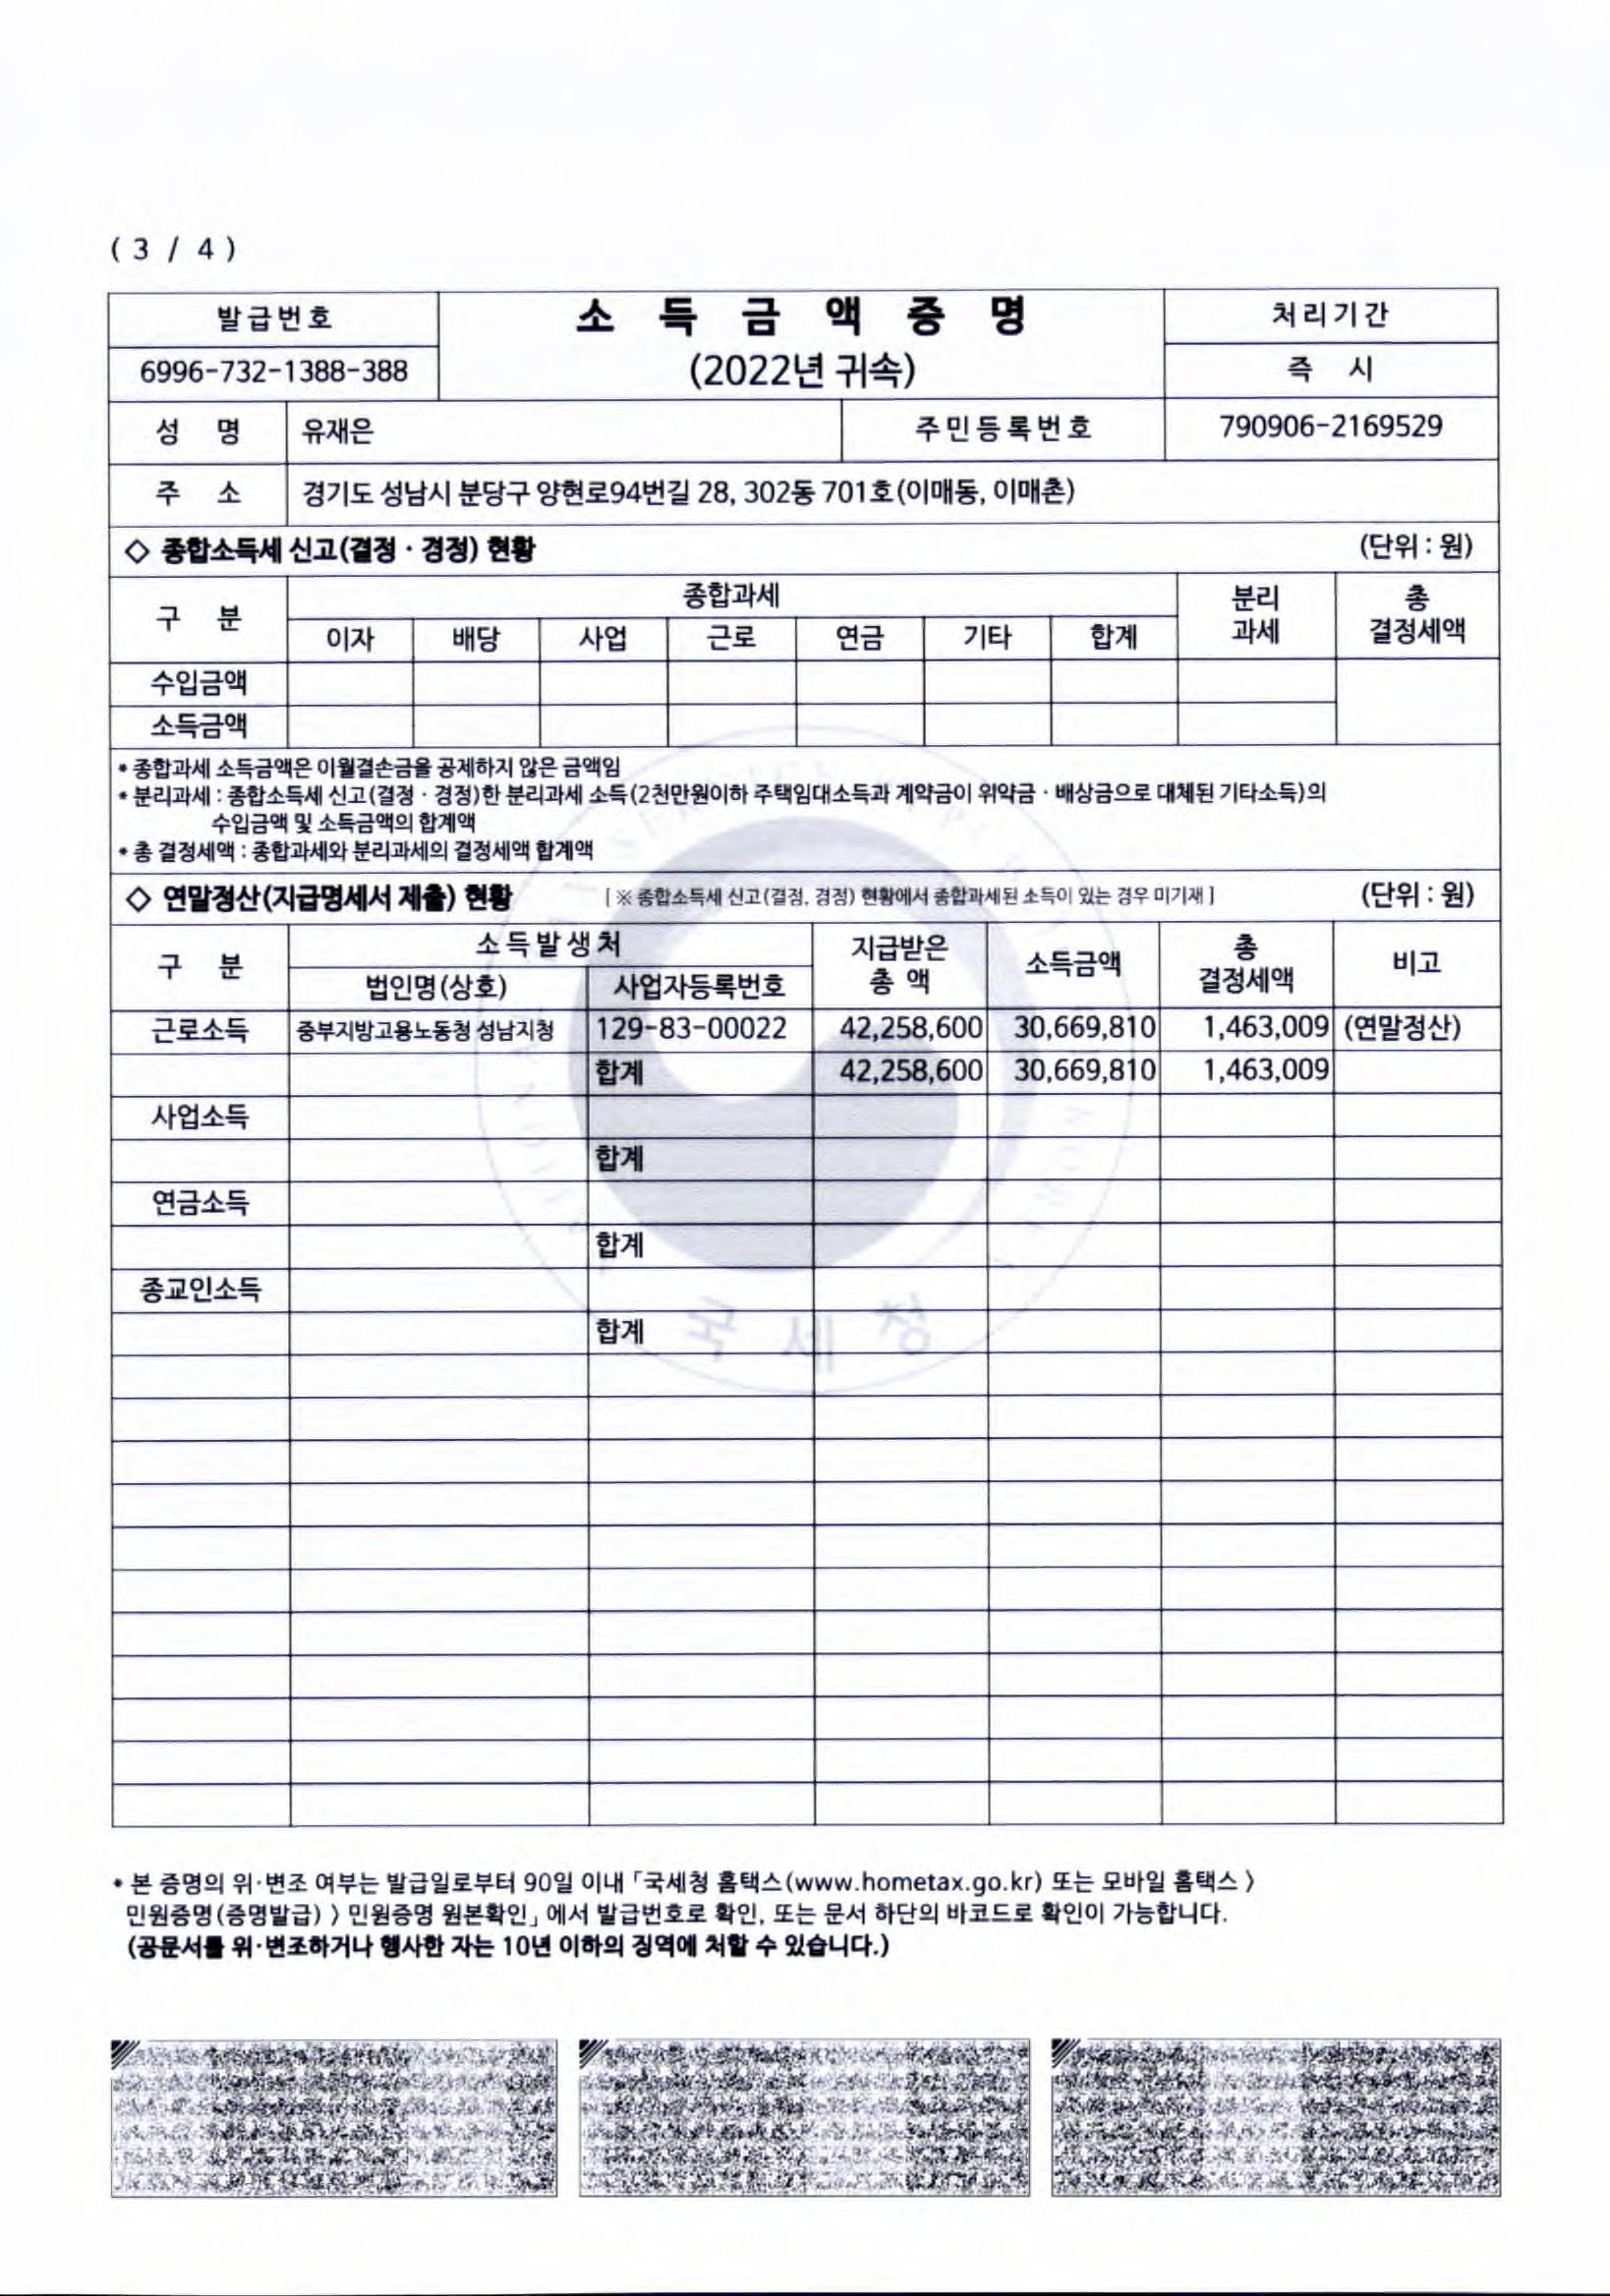 ( 3 / 4 )
발급번호
소 득 금 액 증 명
처리기간
6996-732-1388-388
(2022년 귀속)
즉 시
성 명 유재은 주민등록번호 790906-2169529
주 소 경기도 성남시 분당구 양현로94번길 28, 302동 701호(이매동, 이매촌)
◇ 종합소득세 신고(결정 · 경정) 현황 (단위 : 원)
구 분 종합과세 분리 과세 총 결정세액
이자 배당 사업 근로 연금 기타 합계
수입금액
소득금액
* 종합과세 소득금액은 이월결손금을 공제하지 않은 금액임
* 분리과세 : 종합소득세 신고(결정 · 경정)한 분리과세 소득(2천만원이하 주택임대소득과 계약금이 위약금 · 배상금으로 대체된 기타소득)의
수입금액 및 소득금액의 합계액
* 총 결정세액 : 종합과세와 분리과세의 결정세액 합계액
◇ 연말정산(지급명세서 제출) 현황 [ ※ 종합소득세 신고(결정, 경정) 현황에서 종합과세된 소득이 있는 경우 미기재 ] (단위 : 원)
구 분 소득발생처 지급받은 총 액 소득금액 총 결정세액 비고
법인명(상호) 사업자등록번호
근로소득 중부지방고용노동청 성남지청 129-83-00022 42,258,600 30,669,810 1,463,009 (연말정산)
합계 42,258,600 30,669,810 1,463,009
사업소득
합계
연금소득
합계
종교인소득
합계
국세청
* 본 증명의 위·변조 여부는 발급일로부터 90일 이내「국세청 홈택스(www.hometax.go.kr) 또는 모바일 홈택스 〉
민원증명(증명발급) 〉 민원증명 원본확인」에서 발급번호로 확인, 또는 문서 하단의 바코드로 확인이 가능합니다.
(공문서를 위·변조하거나 행사한 자는 10년 이하의 징역에 처할 수 있습니다.)